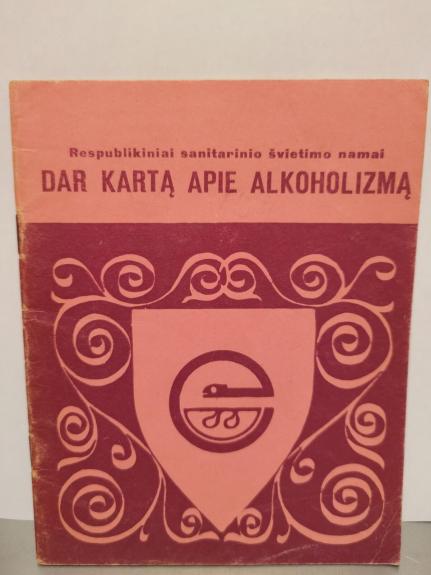 Respublikiniai sanitarinio švietimo namai
DAR KARTĄ APIE ALKOHOLIZMĄ